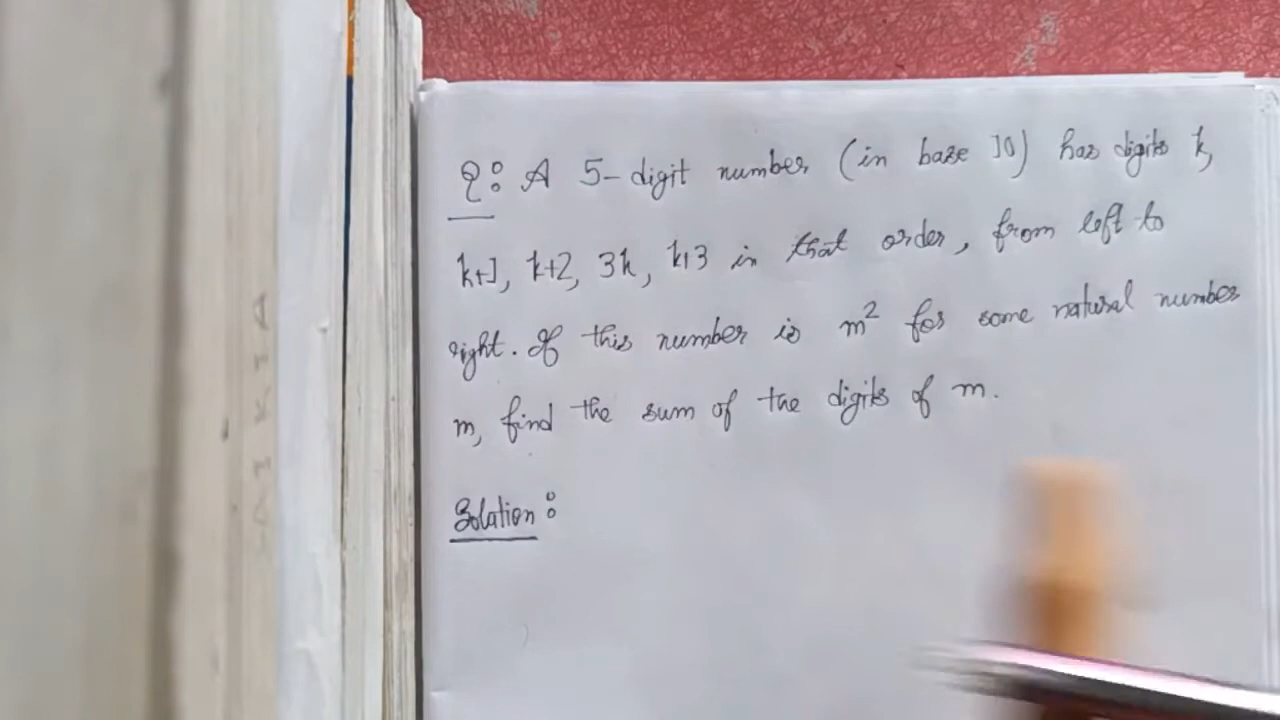 Q: A 5-digit number (in base 10) has digits k,
k+1, k+2, 3k, k+3 in that order, from left to
right. If this number is m² for some natural number
m, find the sum of the digits of m.
Solation: